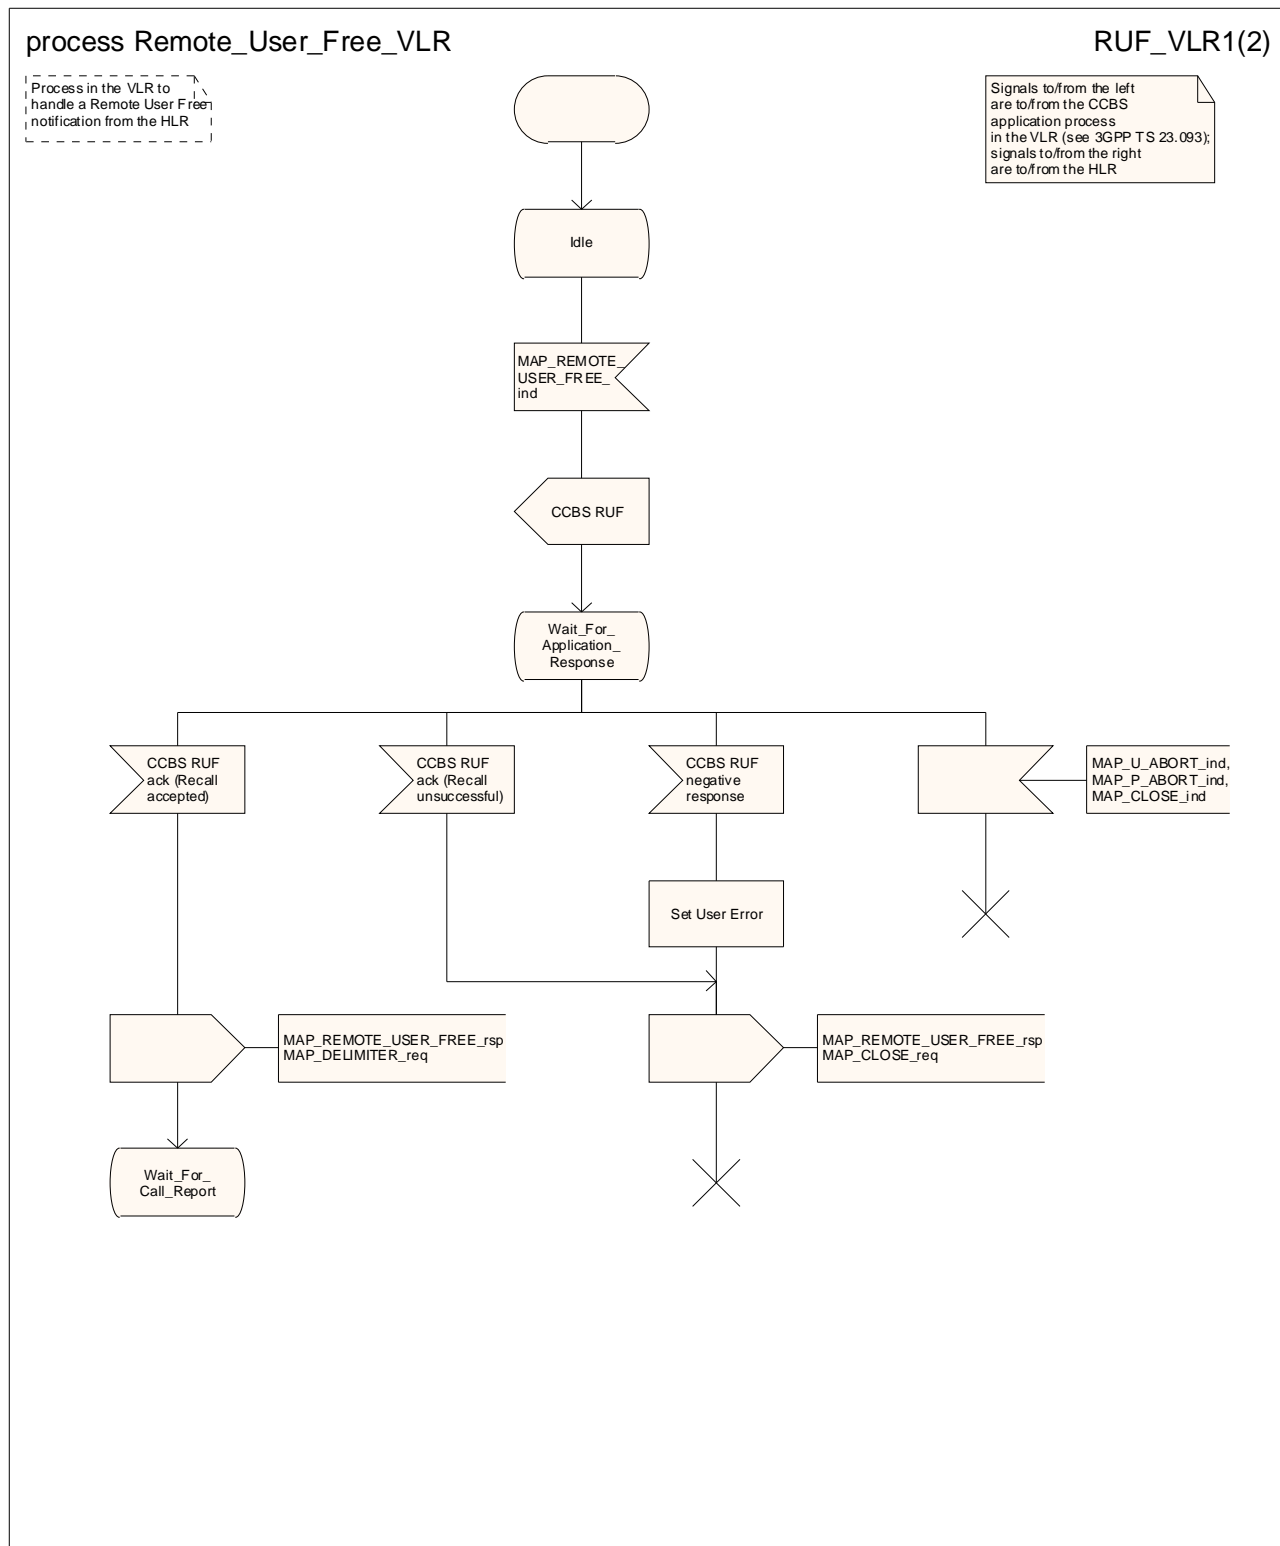 process Remote_User_Free_VLR
RUF_VLR1(2)
Process in the VLR to
handle a Remote User Free
notification from the HLR
Signals to/from the left
are to/from the CCBS
application process
in the VLR (see 3GPP TS 23.093);
signals to/from the right
are to/from the HLR
Idle
MAP_REMOTE_
USER_FREE_
ind
CCBS RUF
Wait_For_
Application_
Response
CCBS RUF
ack (Recall
accepted)
CCBS RUF
ack (Recall
unsuccessful)
CCBS RUF
negative
response
MAP_U_ABORT_ind,
MAP_P_ABORT_ind,
MAP_CLOSE_ind
Set User Error
MAP_REMOTE_USER_FREE_rsp
MAP_DELIMITER_req
MAP_REMOTE_USER_FREE_rsp
MAP_CLOSE_req
Wait_For_
Call_Report